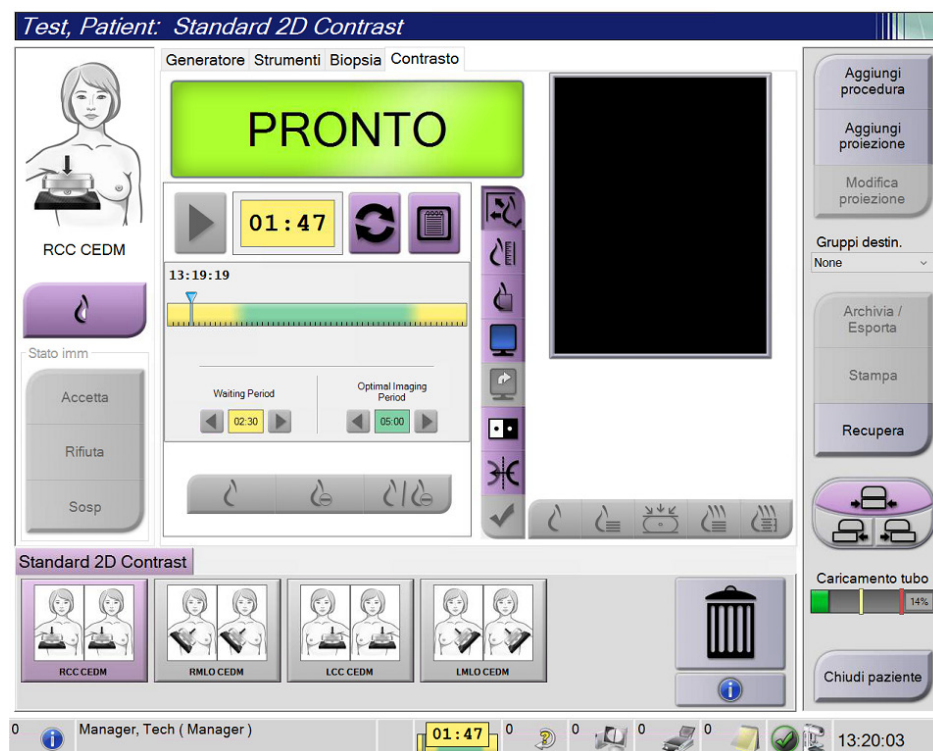 Test, Patient: Standard 2D Contrast
Generatore Strumenti Biopsia Contrasto
PRONTO
RCC CEDM
01:47
13:19:19
Waiting Period
Optimal Imaging
Period
02:30
05:00
Stato imm
Accetta
Rifiuta
Sosp
Aggiungi
procedura
Aggiungi
proiezione
Modifica
proiezione
Gruppi destin.
None
Archivia /
Esporta
Stampa
Recupera
Caricamento tubo
14%
Chiudi paziente
Standard 2D Contrast
RCC CEDM
RMLO CEDM
LCC CEDM
LMLO CEDM
0
Manager, Tech ( Manager )
01:47
0
0
0
0
13:20:03